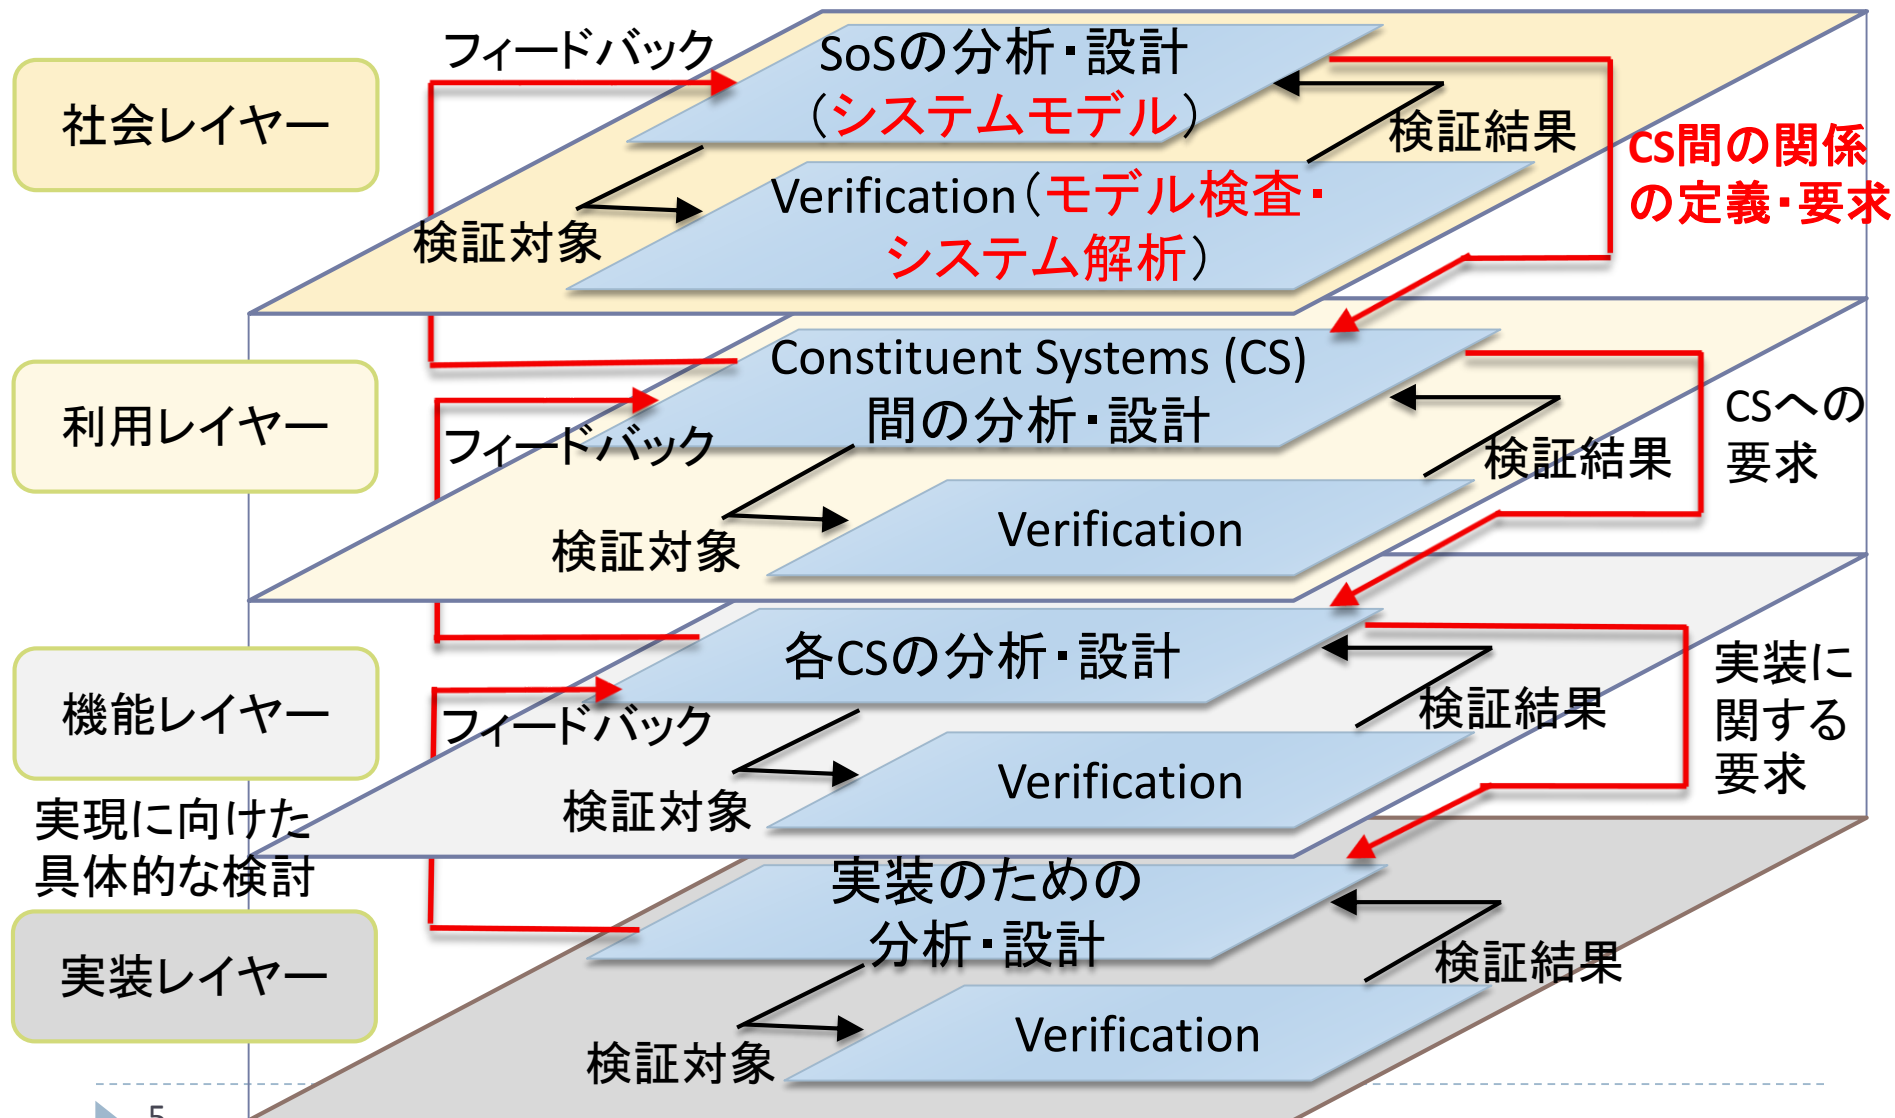 フィードバック
SoSの分析・設計
（システムモデル）
社会レイヤー
検証結果
CS間の関係
の定義・要求
Verification（モデル検査・
システム解析）
検証対象
Constituent Systems (CS)
間の分析・設計
利用レイヤー
フィードバック
検証結果
CSへの
要求
Verification
検証対象
各CSの分析・設計
機能レイヤー
フィードバック
検証結果
実装に
関する
要求
Verification
検証対象
実現に向けた
具体的な検討
実装のための
分析・設計
実装レイヤー
検証結果
Verification
検証対象
5